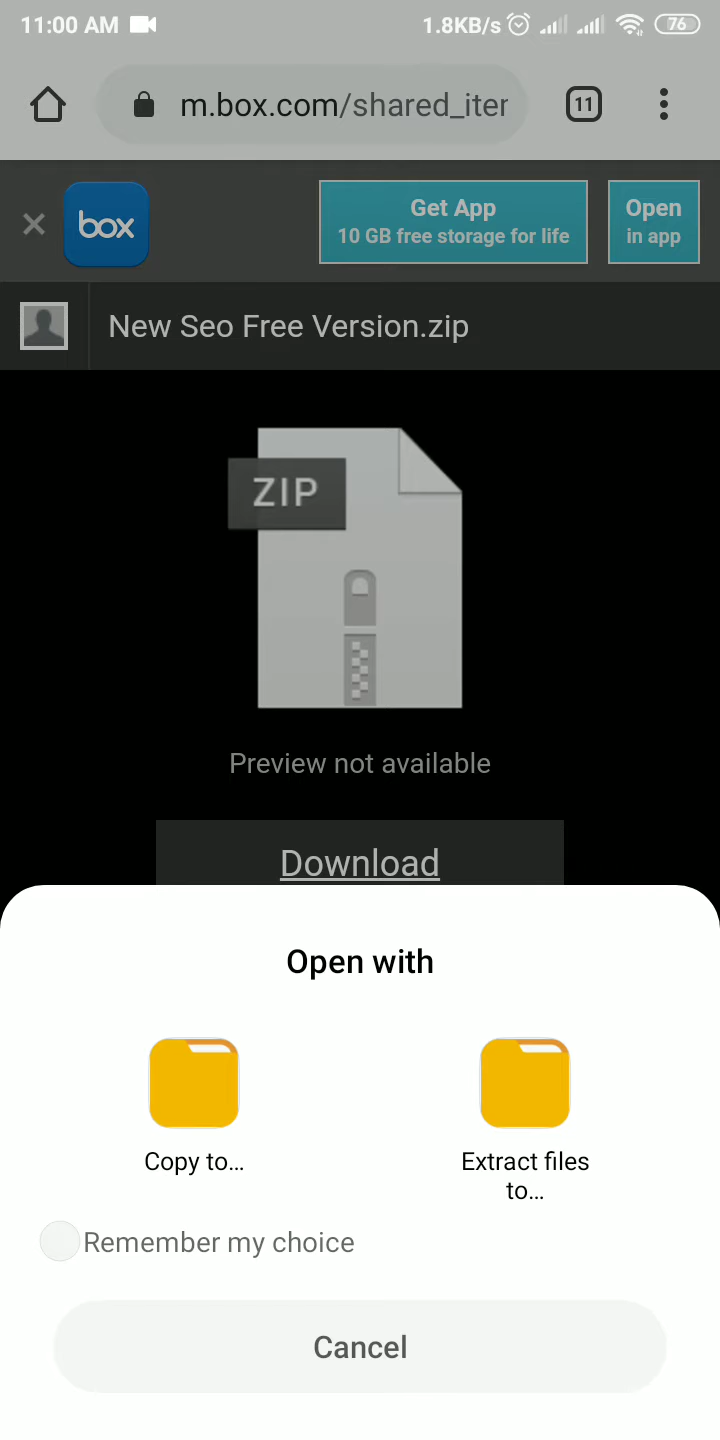 11:00 AM
1.8KB/s
76
m.box.com/shared_iter
11
box
Get App
10 GB free storage for life
Open
in app
New Seo Free Version.zip
ZIP
Preview not available
Download
Open with
Copy to...
Extract files
to...
Remember my choice
Cancel